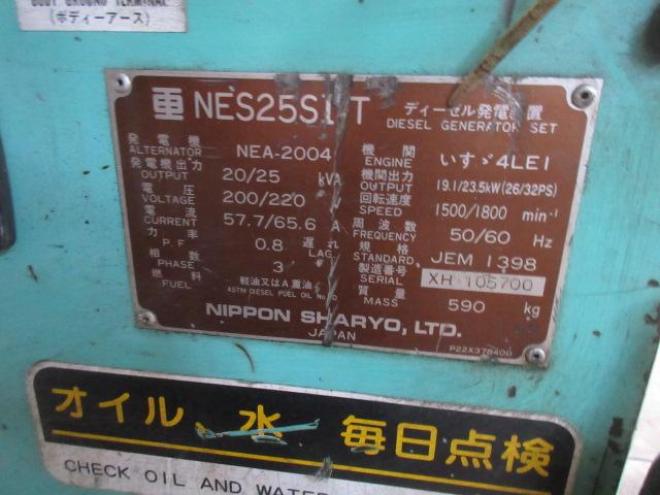 BODY GROUND TERMINAL
(ボディーアース)
NES25SI T ディーゼル発電装置
DIESEL GENERATOR SET
発電機
ALTERNATOR NEA-2004
発電機出力
OUTPUT 20/25 kVA
電圧
VOLTAGE 200/220 V
電流
CURRENT 57.7/65.6 A
力率
P.F. 0.8 遅れ LAG.
相数
PHASE 3
燃料
FUEL 軽油又はA重油
ASTM DIESEL FUEL OIL
機関
ENGINE いすゞ4LE1
機関出力
OUTPUT 19.1/23.5kW(26/32PS)
回転速度
SPEED 1500/1800 min⁻¹
周波数
FREQUENCY 50/60 Hz
規格
STANDARD JEM 1398
製造番号
SERIAL XH 105700
質量
MASS 590 kg
NIPPON SHARYO, LTD.
JAPAN
オイル 水 毎日点検
CHECK OIL AND WATER